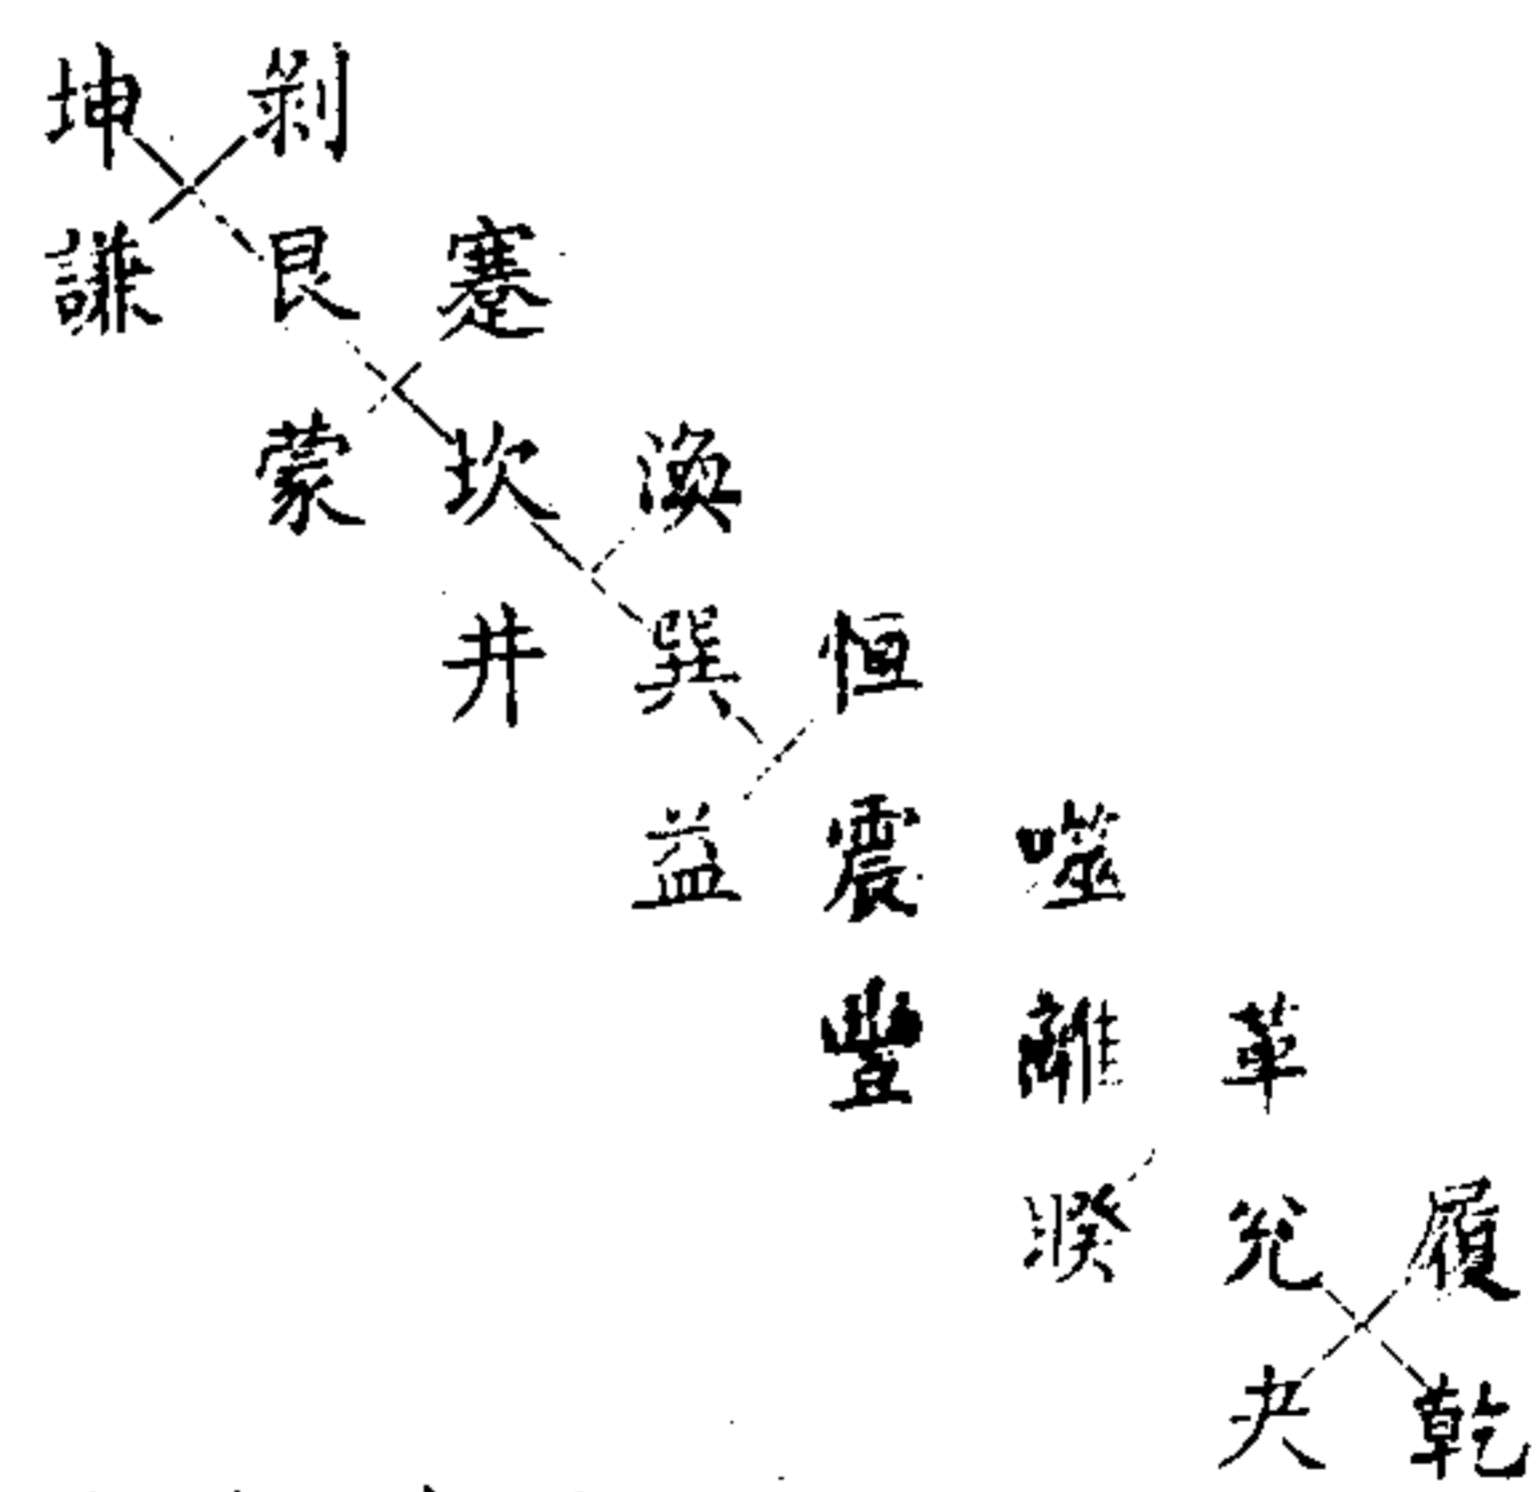 坤 剝
謙 艮 蹇
蒙 坎 渙
井 巽 恒
益 震 噬
豐 離 革
睽 兌 履
夬 乾